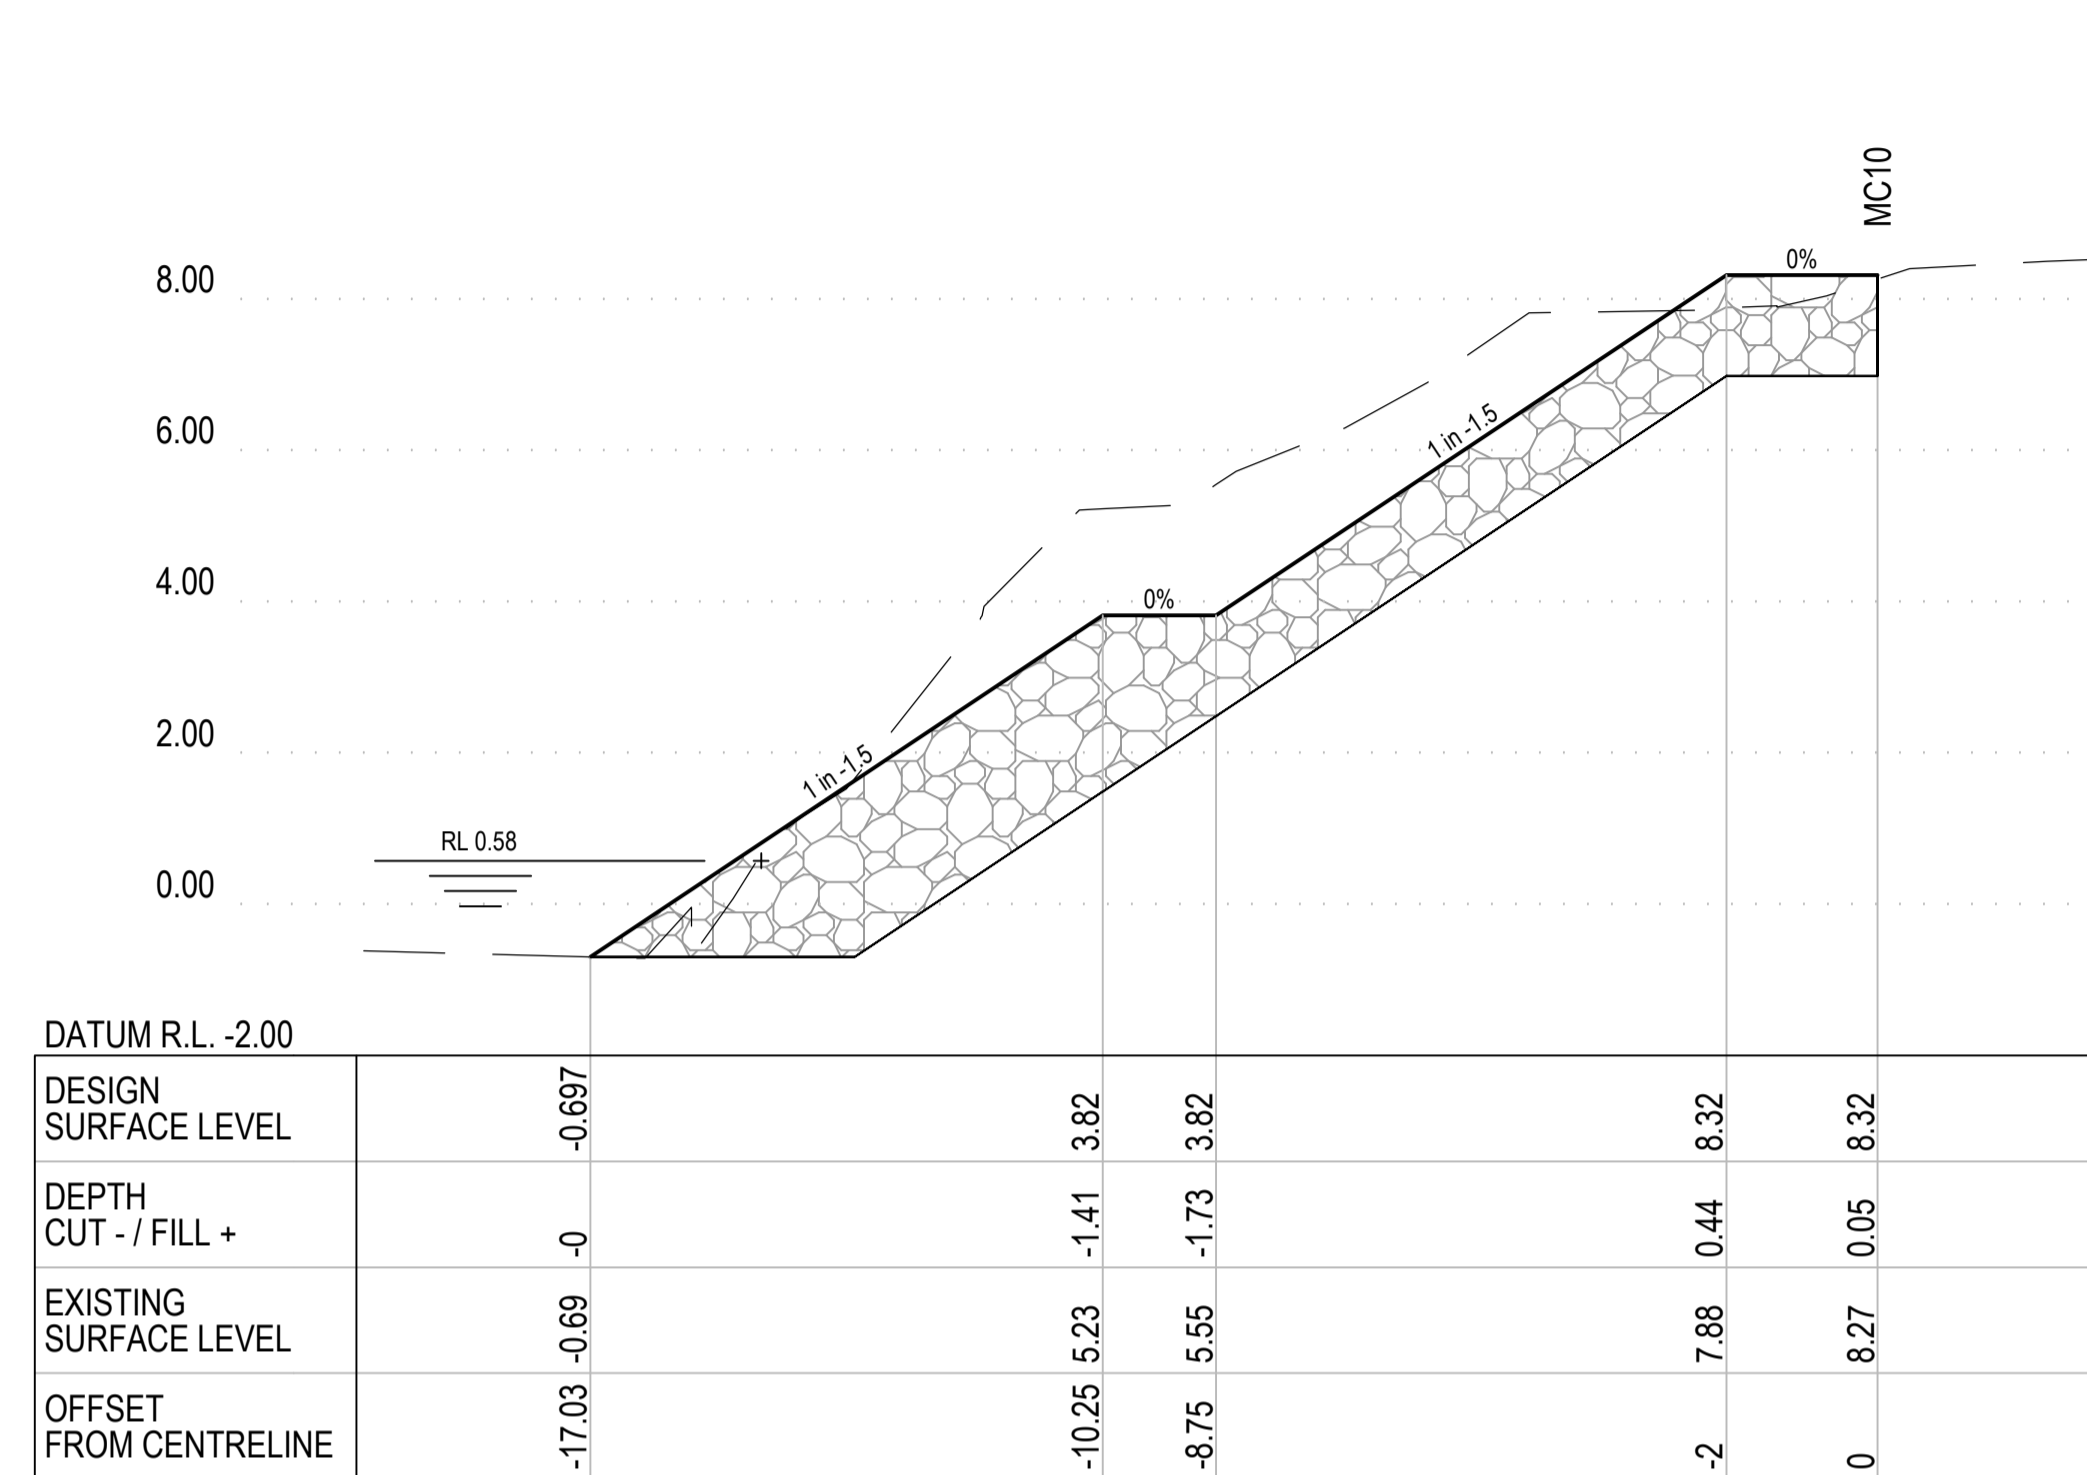 MC10
0%
8.00
6.00
1 in -1.5
4.00
0%
2.00
1 in -1.5
RL 0.58
0.00
DATUM R.L. -2.00
DESIGN
SURFACE LEVEL
-0.697
3.82
3.82
8.32
8.32
DEPTH
CUT - / FILL +
-0
-1.41
-1.73
0.44
0.05
EXISTING
SURFACE LEVEL
-0.69
5.23
5.55
7.88
8.27
OFFSET
FROM CENTRELINE
-17.03
-10.25
-8.75
-2
0